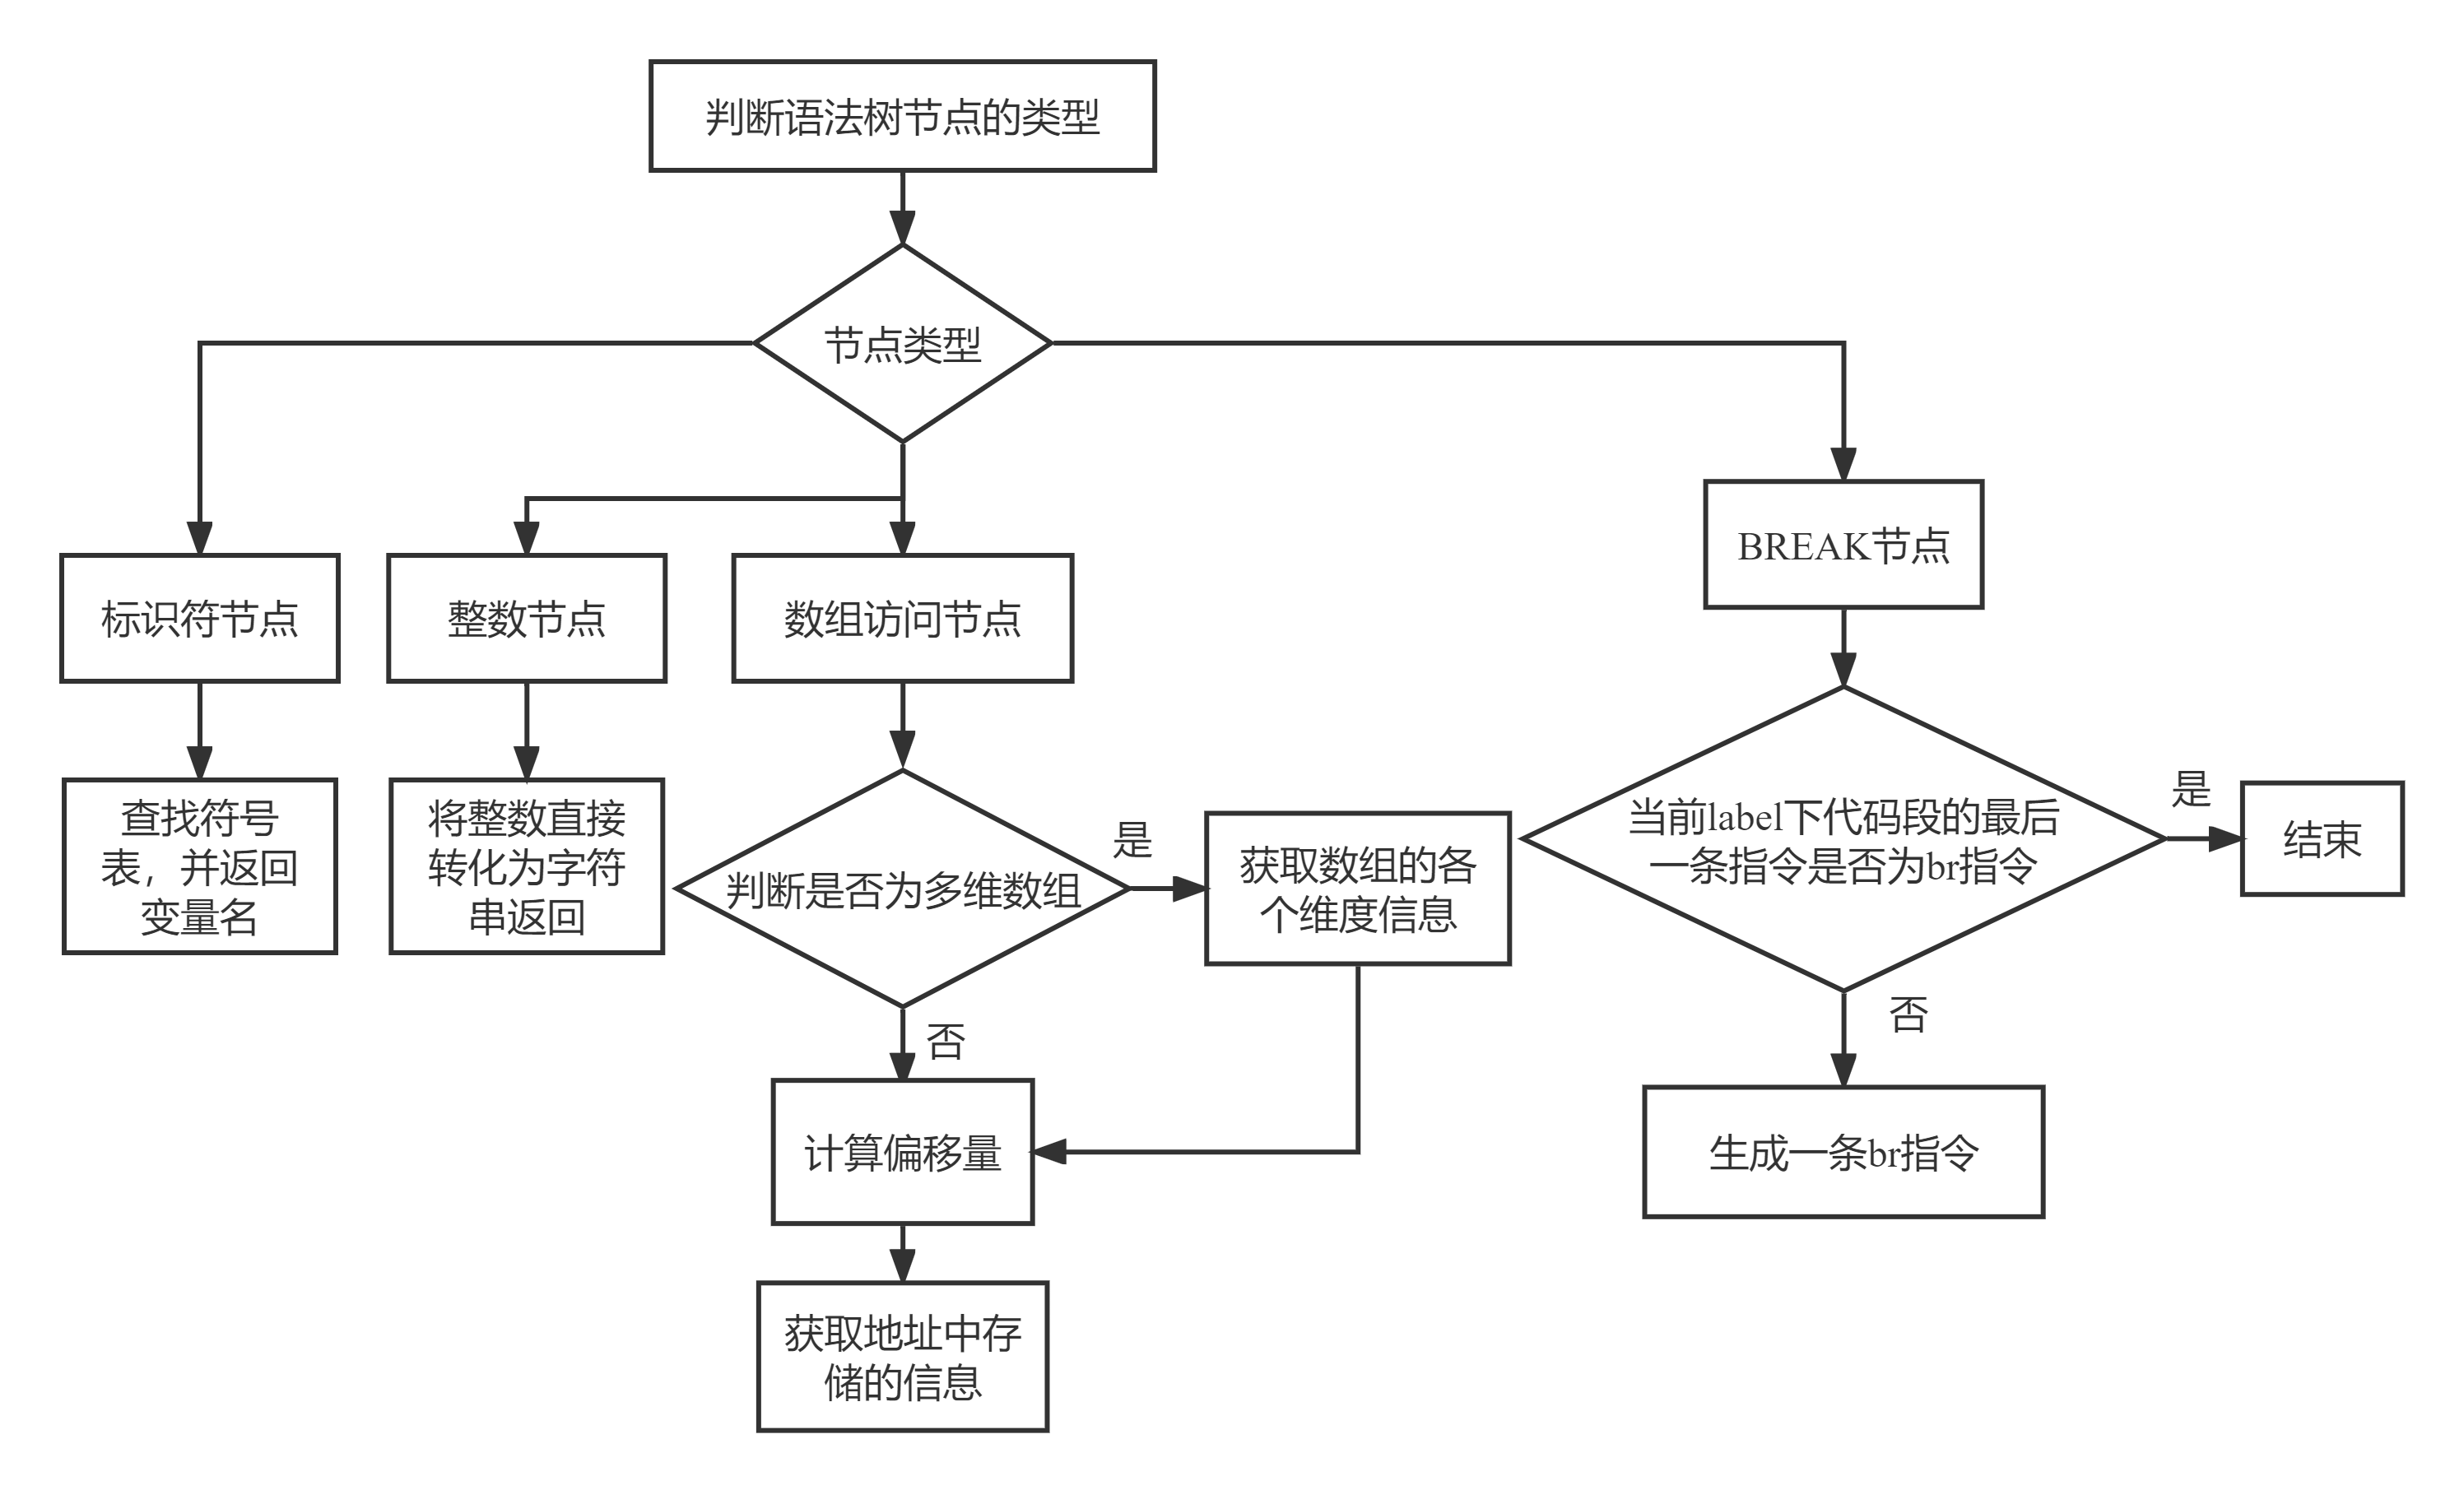 判断语法树节点的类型
节点类型
BREAK节点
标识符节点
整数节点
数组访问节点
查找符号
表，并返回
变量名
将整数直接
转化为字符
串返回
判断是否为多维数组
是
获取数组的各
个维度信息
当前label下代码段的最后
一条指令是否为br指令
是
结束
否
否
计算偏移量
生成一条br指令
获取地址中存
储的信息